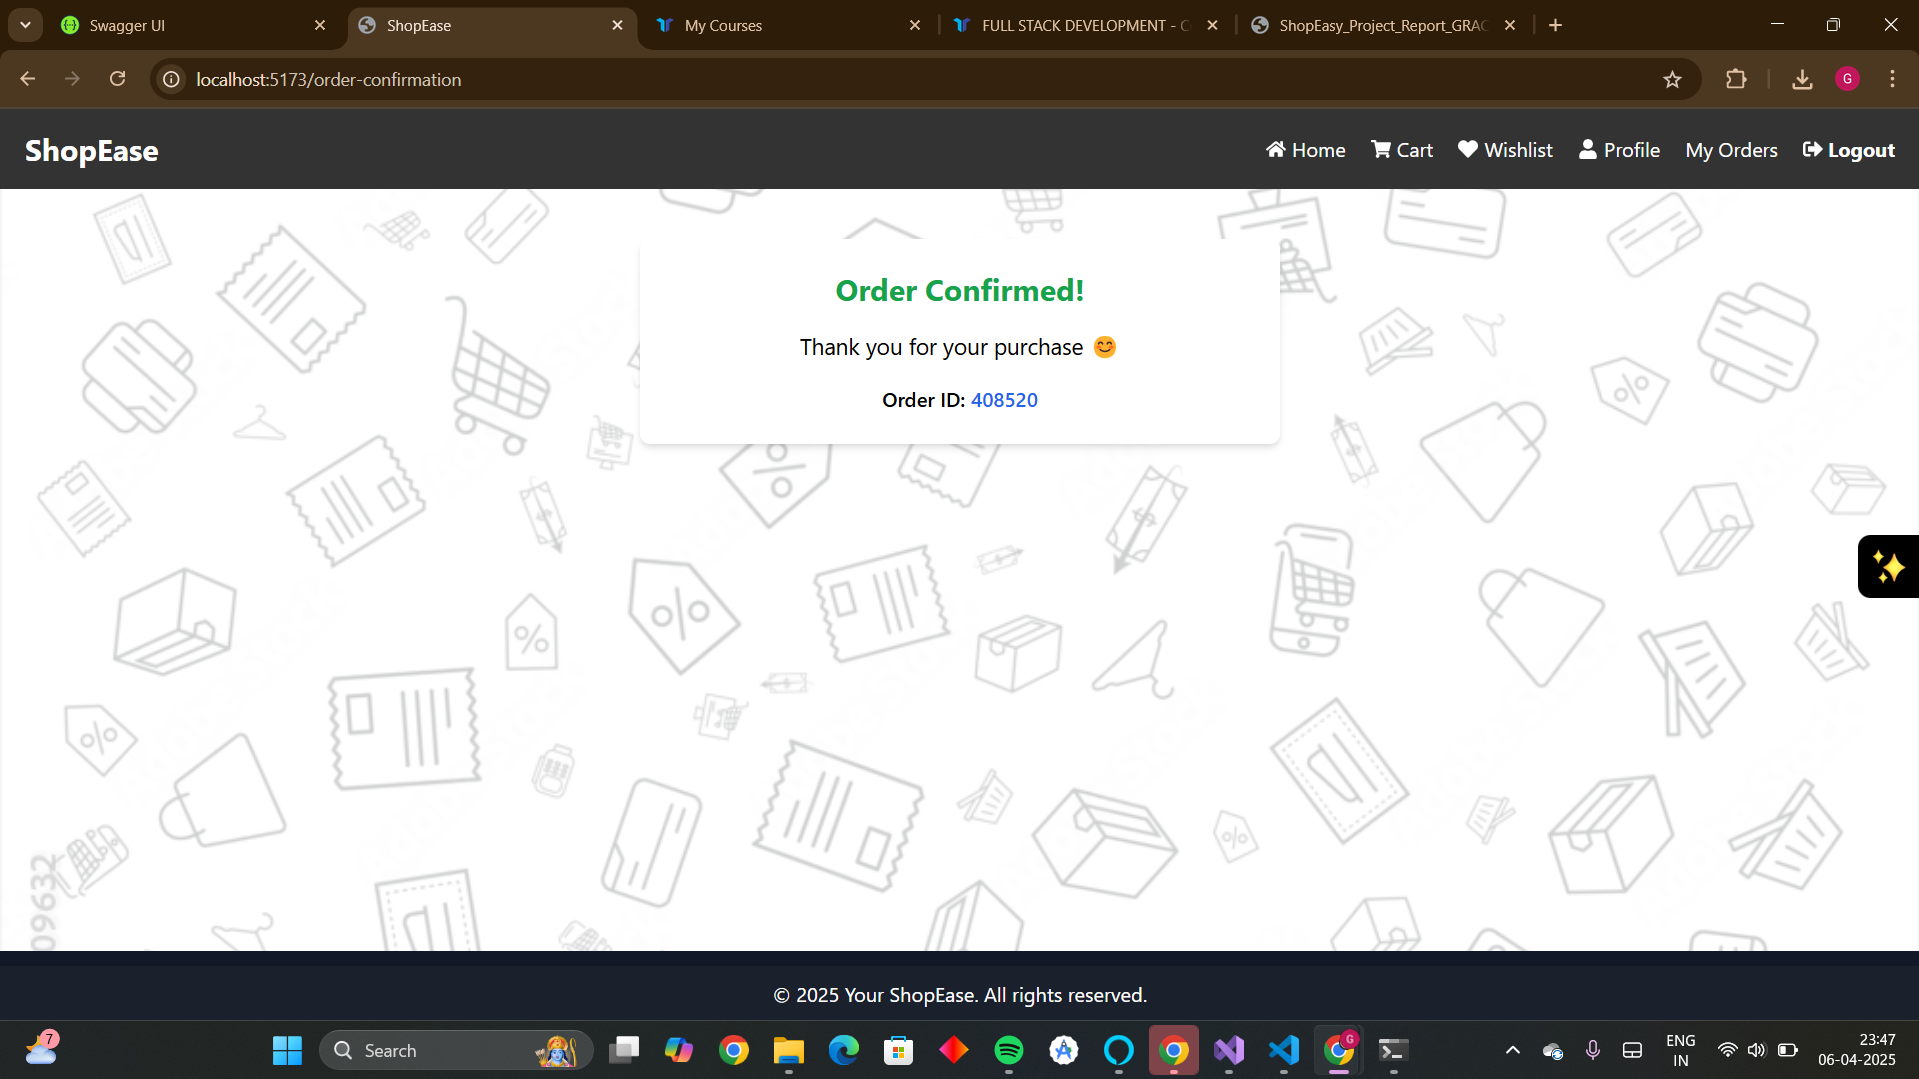 Swagger UI
ShopEase
My Courses
FULL STACK DEVELOPMENT - C
ShopEasy_Project_Report_GRAC
G
localhost:5173/order-confirmation
ShopEase
Home
Cart
Wishlist
Profile
My Orders
Logout
Order Confirmed!
Thank you for your purchase 😊
Order ID: 408520
09632
© 2025 Your ShopEase. All rights reserved.
7
Search
G
ENG
IN
23:47
06-04-2025